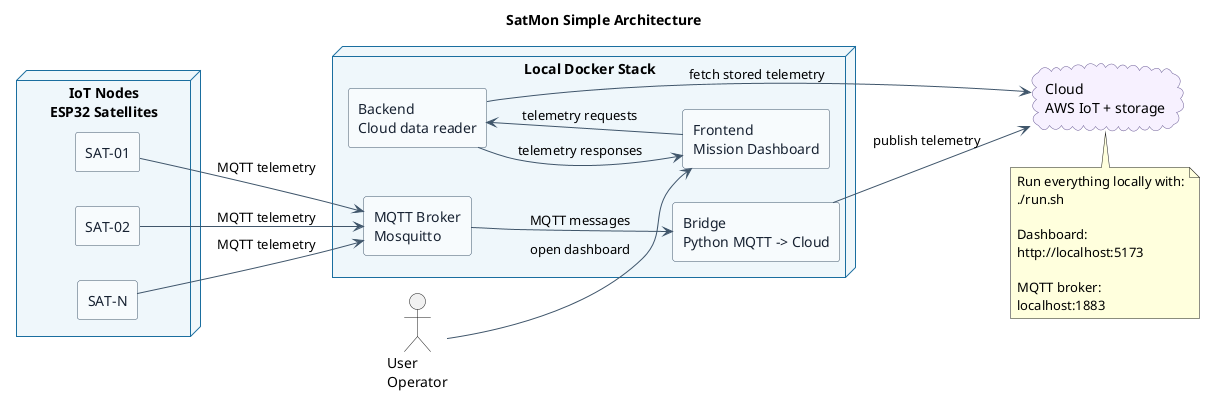 SatMon Simple Architecture
IoT Nodes
ESP32 Satellites
SAT-01
SAT-02
SAT-N
MQTT telemetry
MQTT telemetry
MQTT telemetry
Local Docker Stack
Backend
Cloud data reader
MQTT Broker
Mosquitto
fetch stored telemetry
telemetry requests
telemetry responses
Frontend
Mission Dashboard
MQTT messages
open dashboard
Bridge
Python MQTT -> Cloud
User
Operator
publish telemetry
Cloud
AWS IoT + storage
Run everything locally with:
./run.sh
Dashboard:
http://localhost:5173
MQTT broker:
localhost:1883